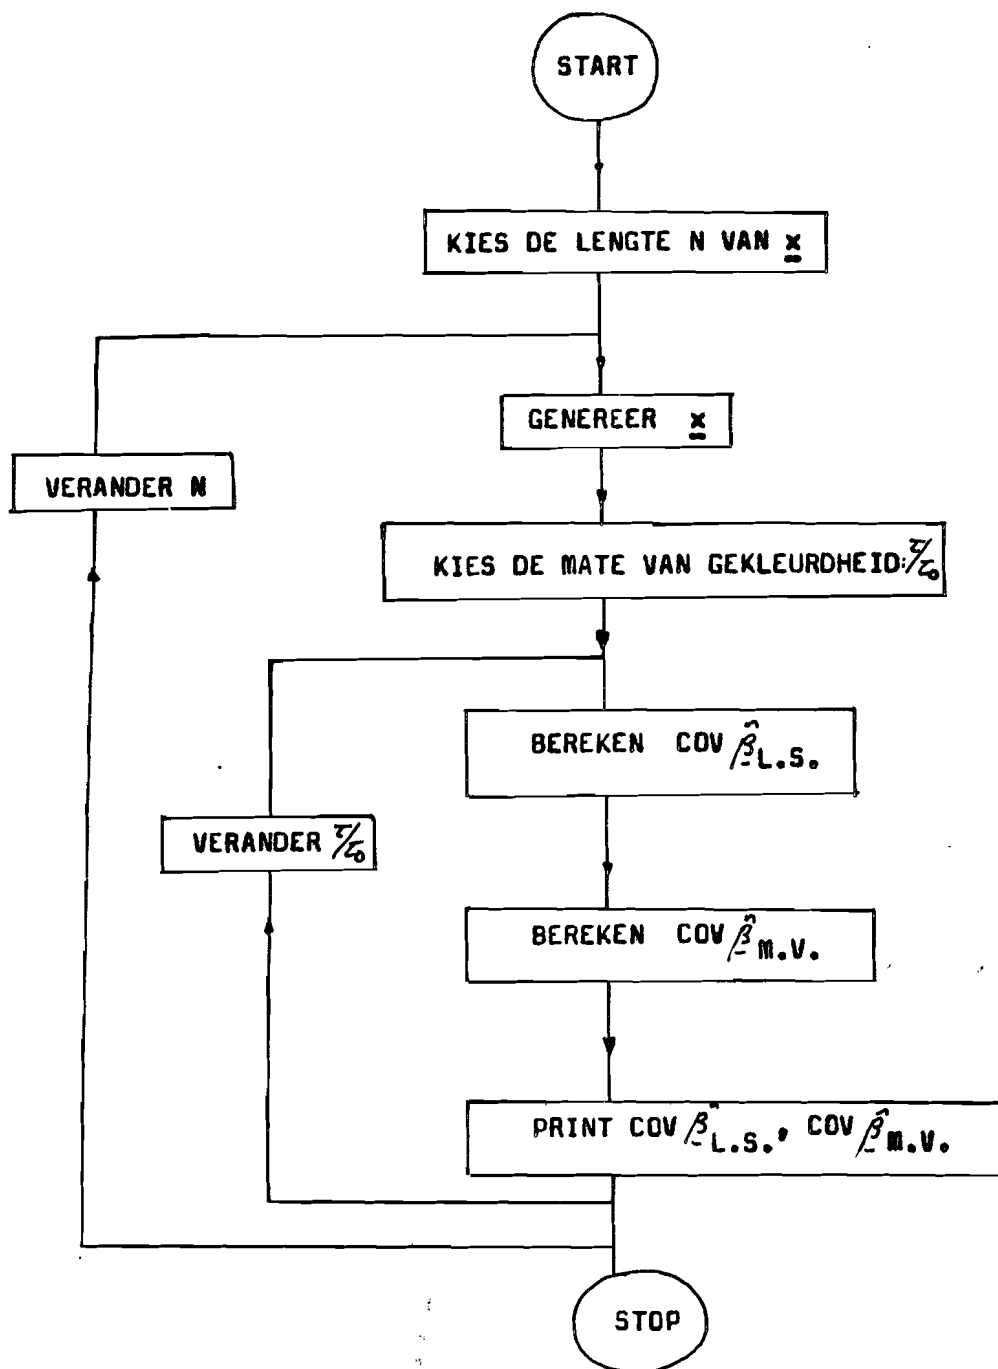 START
KIES DE LENGTE N VAN x
GENEREER x
VERANDER N
KIES DE MATE VAN GEKLEURDHEID: τ/τ₀
BEREKEN COV β̂ L.S.
VERANDER τ/τ₀
BEREKEN COV β̂ M.V.
PRINT COV β̂ L.S., COV β̂ M.V.
STOP